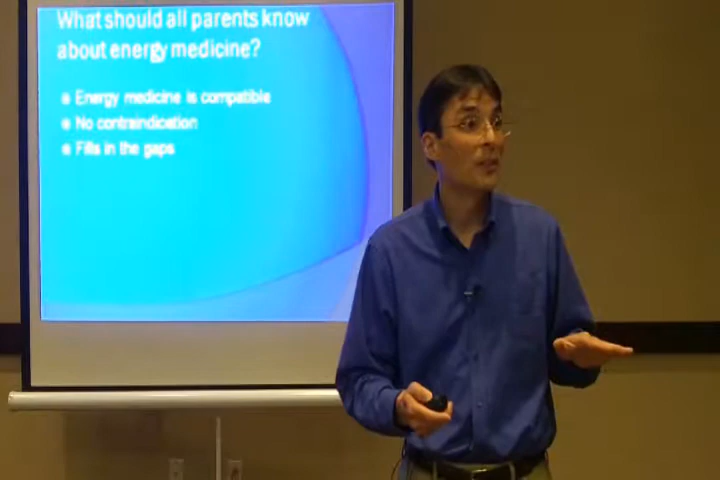 What should all parents know
about energy medicine?
Energy medicine is compatible
No contraindication
Fills in the gaps